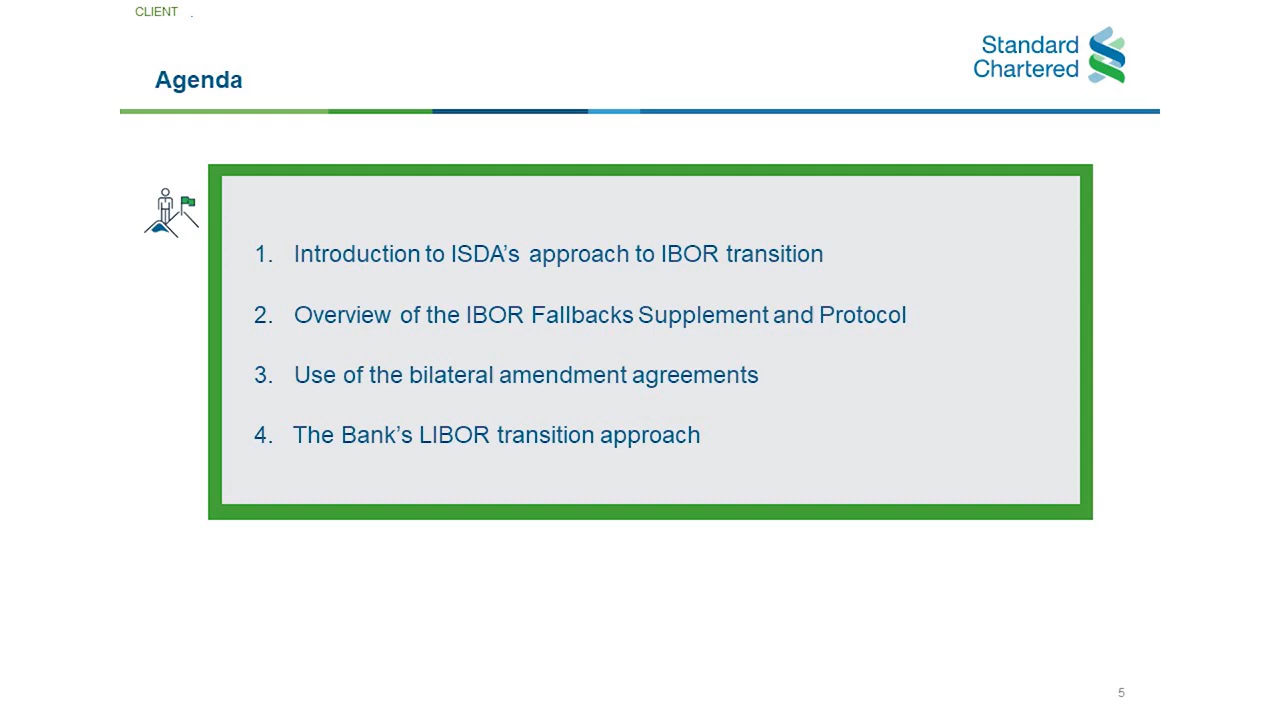 CLIENT .
Standard
Chartered
Agenda
1. Introduction to ISDA’s approach to IBOR transition
2. Overview of the IBOR Fallbacks Supplement and Protocol
3. Use of the bilateral amendment agreements
4. The Bank’s LIBOR transition approach
5